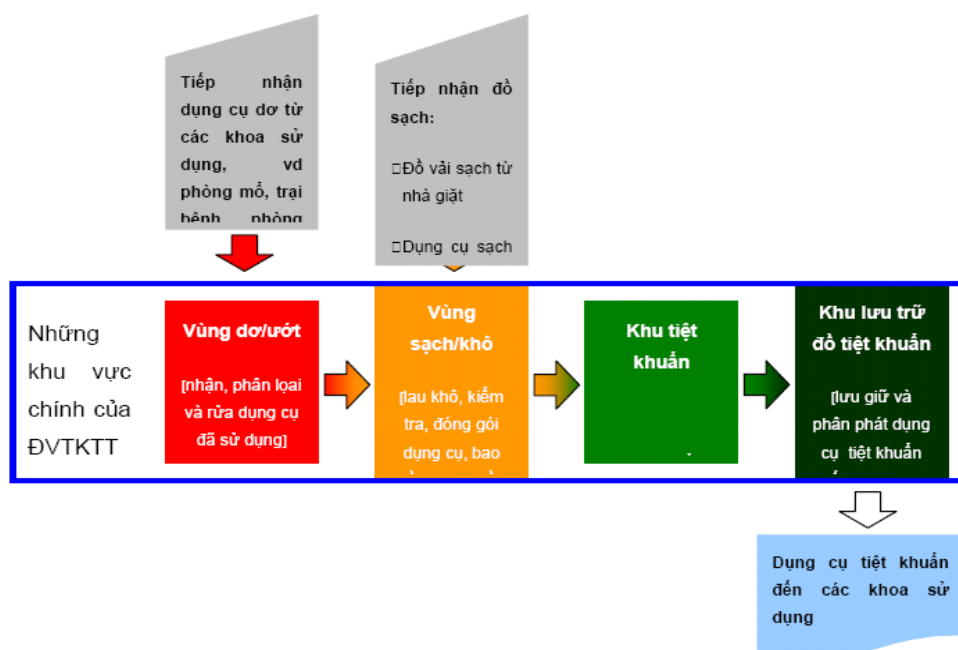 Tiếp nhận
dụng cụ dơ từ
các khoa sử
dụng, vd
phòng mổ, trại
bệnh phòng
Tiếp nhận đồ
sạch:
□Đồ vải sạch từ
nhà giặt
□Dụng cụ sạch
Những
khu vực
chính của
ĐVTKTT
Vùng dơ/ướt
[nhận, phân lọai
và rửa dụng cụ
đã sử dụng]
Vùng
sạch/khô
[lau khô, kiểm
tra, đóng gói
dụng cụ, bao
Khu tiệt
khuẩn
Khu lưu trữ
đồ tiệt khuẩn
[lưu giữ và
phân phát dụng
cụ tiệt khuẩn
Dụng cụ tiệt khuẩn
đến các khoa sử
dụng